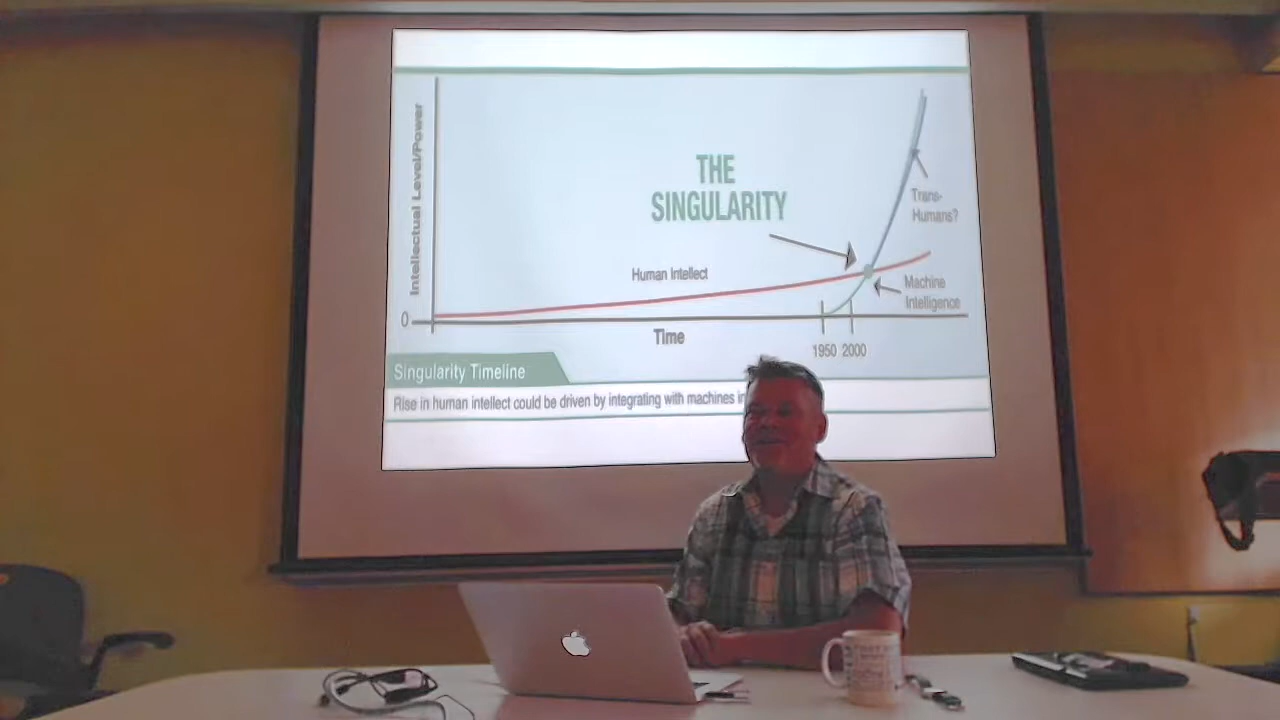 THE
SINGULARITY
Intellectual Level/Power
Trans-
Humans?
Human Intellect
Machine
Intelligence
0
Time
1950 2000
Singularity Timeline
Rise in human intellect could be driven by integrating with machines in